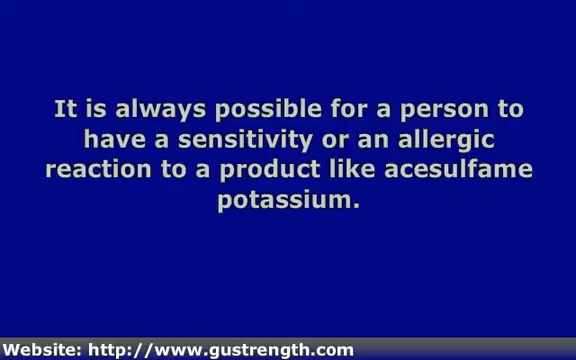 It is always possible for a person to
have a sensitivity or an allergic
reaction to a product like acesulfame
potassium.
Website: http://www.gustrength.com